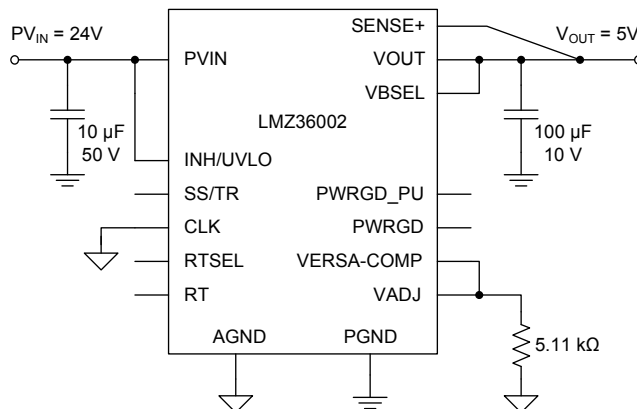 PVIN = 24V
SENSE+
VOUT = 5V
PVIN
VOUT
VBSEL
LMZ36002
10 µF
50 V
100 µF
10 V
INH/UVLO
SS/TR
PWRGD_PU
CLK
PWRGD
RTSEL
VERSA-COMP
RT
VADJ
AGND
PGND
5.11 kΩ